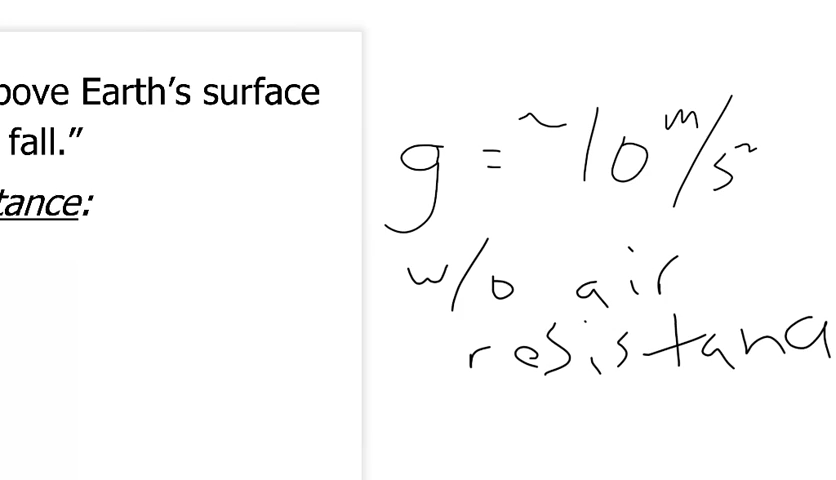 bove Earth’s surface
fall.”
tance:
g = ~10 m/s²
w/o air
resistanc